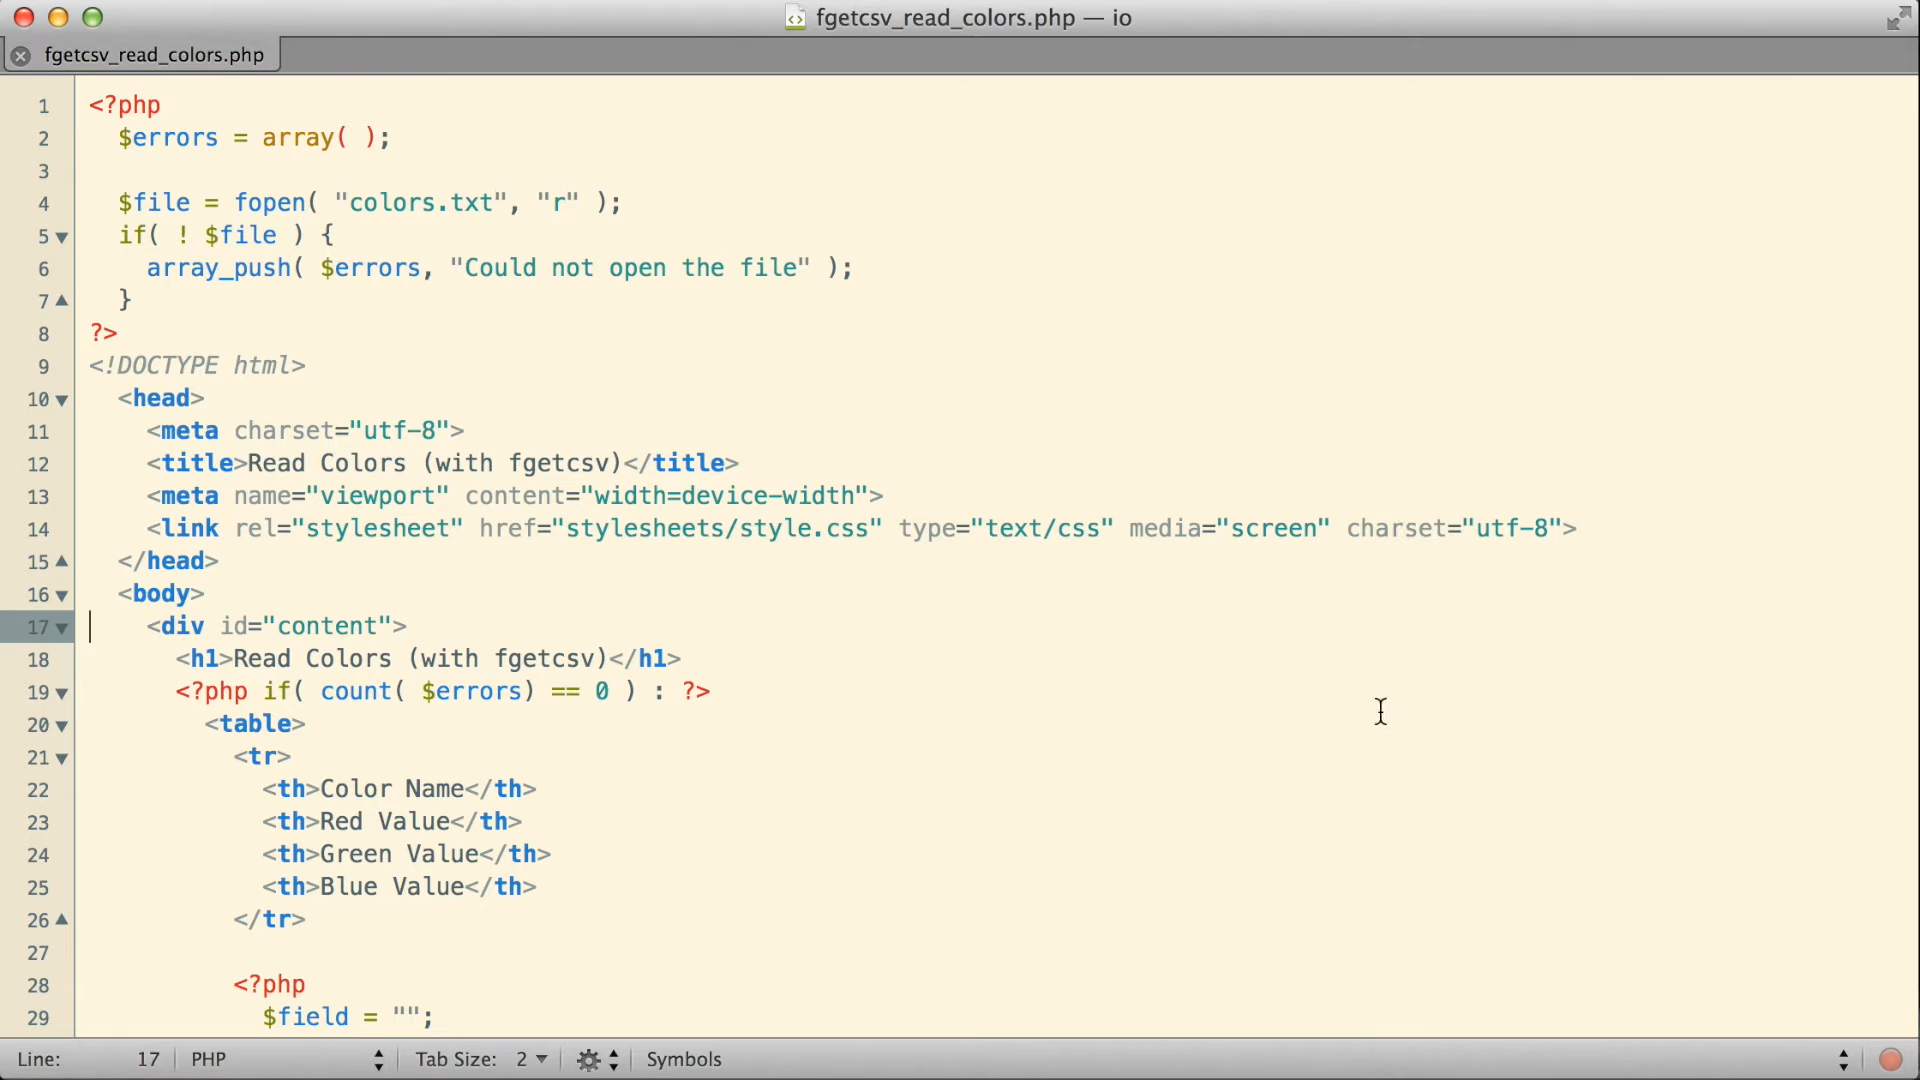 fgetcsv_read_colors.php — io
fgetcsv_read_colors.php
1 <?php
2 $errors = array( );
3
4 $file = fopen( "colors.txt", "r" );
5 if( ! $file ) {
6 array_push( $errors, "Could not open the file" );
7 }
8 ?>
9 <!DOCTYPE html>
10 <head>
11 <meta charset="utf-8">
12 <title>Read Colors (with fgetcsv)</title>
13 <meta name="viewport" content="width=device-width">
14 <link rel="stylesheet" href="stylesheets/style.css" type="text/css" media="screen" charset="utf-8">
15 </head>
16 <body>
17 <div id="content">
18 <h1>Read Colors (with fgetcsv)</h1>
19 <?php if( count( $errors) == 0 ) : ?>
20 <table>
21 <tr>
22 <th>Color Name</th>
23 <th>Red Value</th>
24 <th>Green Value</th>
25 <th>Blue Value</th>
26 </tr>
27
28 <?php
29 $field = "";
Line: 17 PHP Tab Size: 2 Symbols